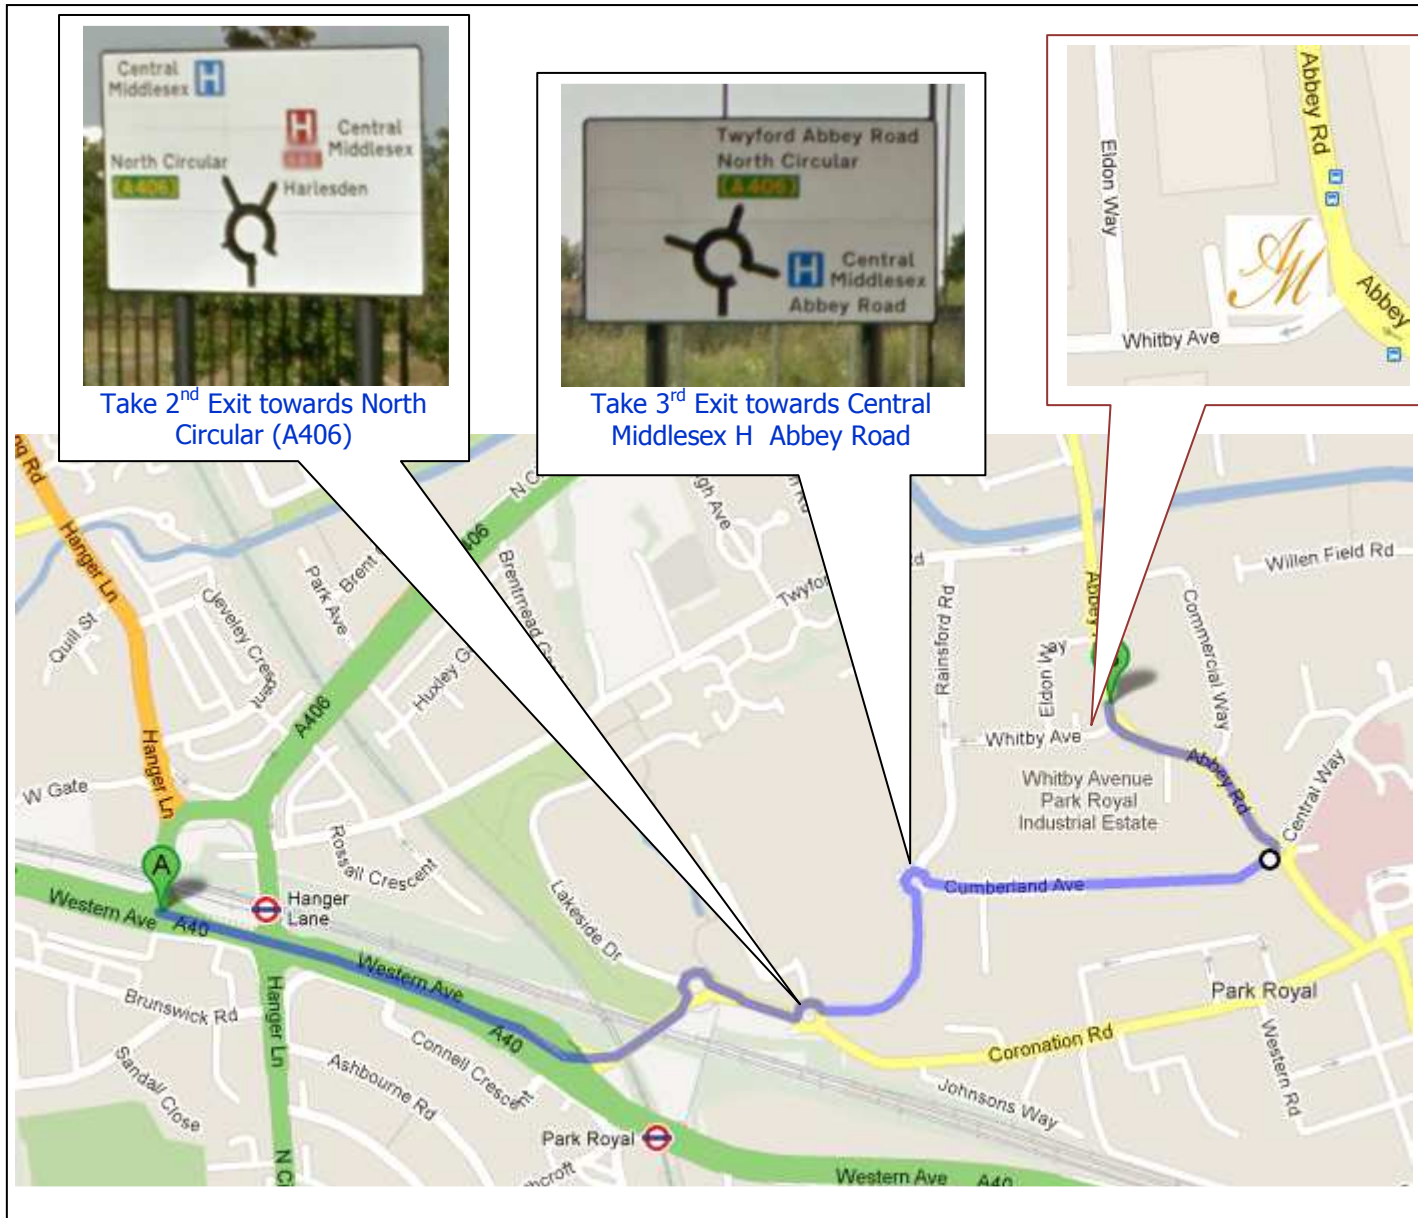 Central
Middlesex H
H
Central
Middlesex
North Circular
(A406)
Harlesden
Take 2nd Exit towards North
Circular (A406)
Twyford Abbey Road
North Circular
(A406)
H Central
Middlesex
Abbey Road
Take 3rd Exit towards Central
Middlesex H Abbey Road
Abbey Rd
Eldon Way
AM
Abbey
Whitby Ave
Hanger Ln
Quill St
Cleveley Crescent
Park Ave
Brent
A406
Brentmead
Huxley
Hanger Ln
W Gate
Rossall Crescent
A
Western Ave
A40
Hanger
Lane
Western Ave
A40
Brunswick Rd
Hanger Ln
Sandall Close
Ashbourne Rd
Connell Crescent
Park Royal
Western Ave
A40
Lakeside Dr
Rainsford Rd
Willen Field Rd
Commercial Way
Eldon Way
Whitby Ave
Whitby Avenue
Park Royal
Industrial Estate
Abbey Rd
Central Way
Cumberland Ave
Park Royal
Coronation Rd
Western Rd
Johnsons Way